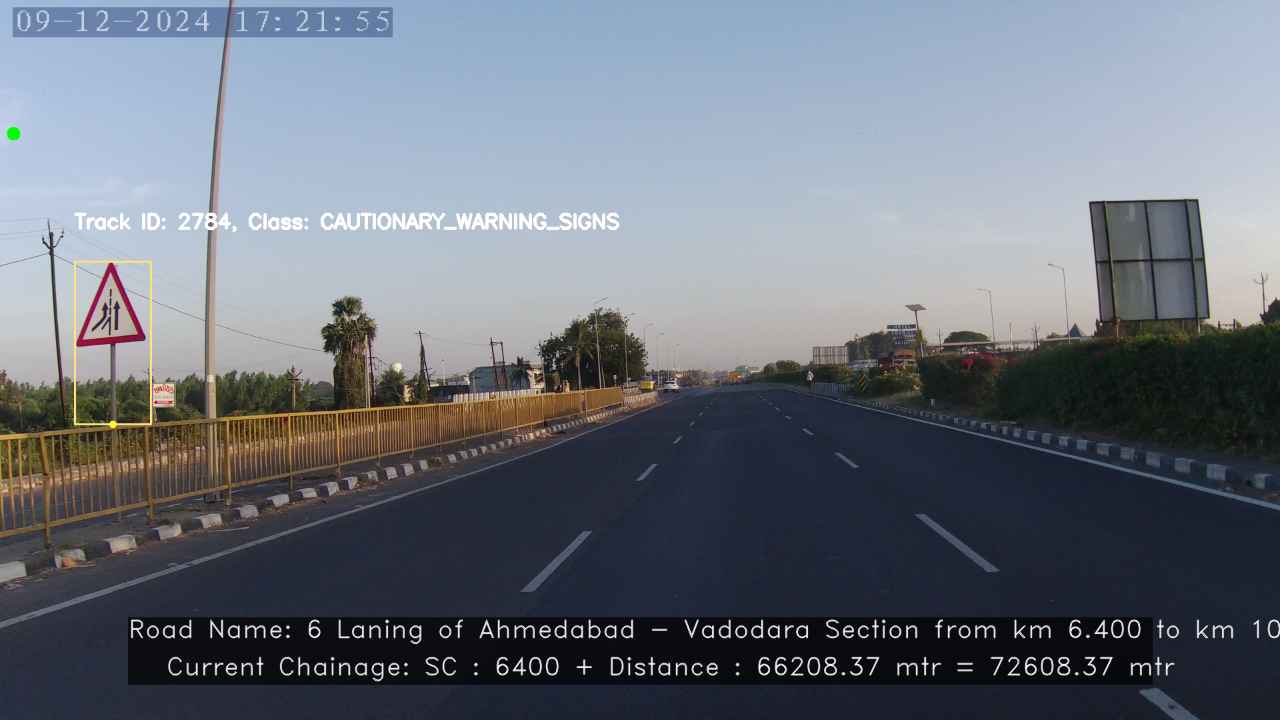 09-12-2024 17:21:55
Track ID: 2784, Class: CAUTIONARY_WARNING_SIGNS
Road Name: 6 Laning of Ahmedabad - Vadodara Section from km 6.400 to km 10
Current Chainage: SC : 6400 + Distance : 66208.37 mtr = 72608.37 mtr